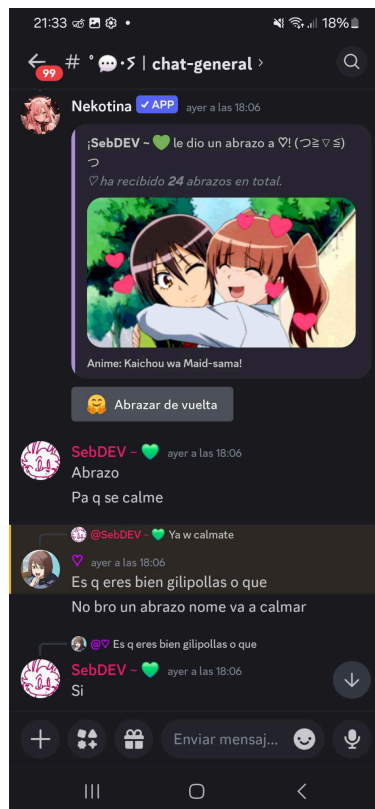 21:33 18%
99 # ° 💬·⚡ | chat-general >
Nekotina ✓ APP ayer a las 18:06
¡SebDEV ~ 💚 le dio un abrazo a ♡! (つ≧▽≦)
つ
♡ ha recibido 24 abrazos en total.
Anime: Kaichou wa Maid-sama!
🤗 Abrazar de vuelta
SebDEV ~ 💚 ayer a las 18:06
Abrazo
Pa q se calme
@SebDEV ~ 💚 Ya w calmate
♡ ayer a las 18:06
Es q eres bien gilipollas o que
No bro un abrazo nome va a calmar
@♡ Es q eres bien gilipollas o que
SebDEV ~ 💚 ayer a las 18:06
Si
Enviar mensaj...